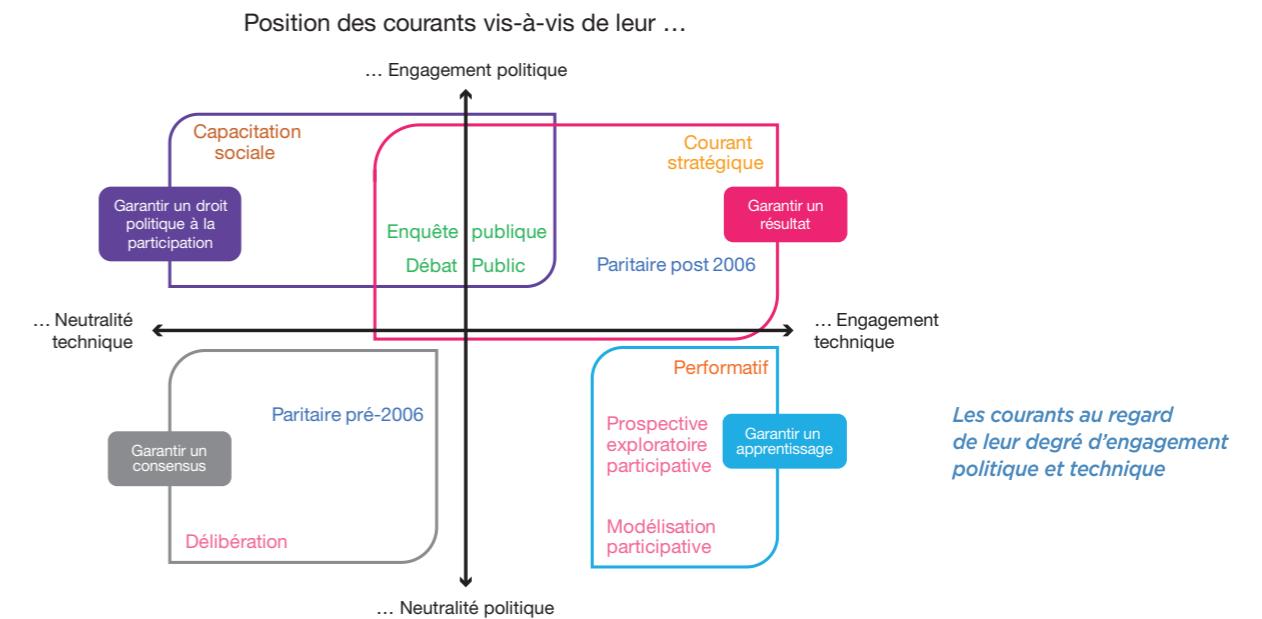 Position des courants vis-à-vis de leur …
… Engagement politique
Capacitation
sociale
Courant
stratégique
Garantir un droit
politique à la
participation
Garantir un
résultat
Enquête publique
Débat Public
Paritaire post 2006
… Neutralité
technique
… Engagement
technique
Performatif
Paritaire pré-2006
Prospective
exploratoire
participative
Garantir un
apprentissage
Garantir un
consensus
Modélisation
participative
Délibération
… Neutralité politique
Les courants au regard
de leur degré d’engagement
politique et technique